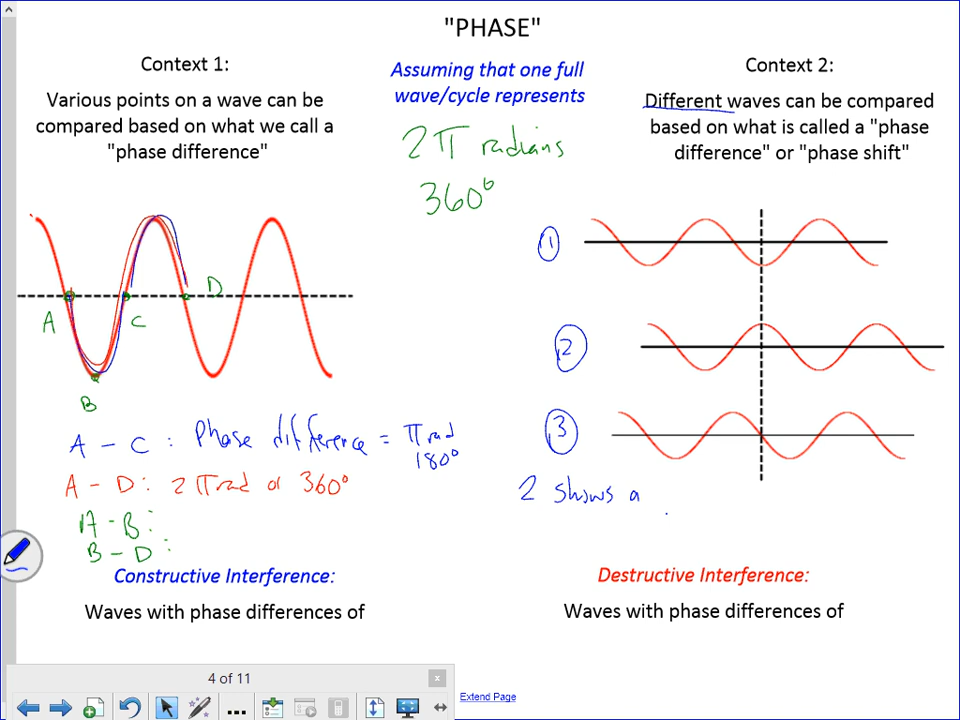 "PHASE"
Context 1:
Various points on a wave can be
compared based on what we call a
"phase difference"
Assuming that one full
wave/cycle represents
2π radians
360°
Context 2:
Different waves can be compared
based on what is called a "phase
difference" or "phase shift"
A
B
C
D
1
2
3
A - C : Phase difference = π rad
180°
A - D: 2π rad or 360°
A - B:
B - D :
2 shows a
Constructive Interference:
Waves with phase differences of
Destructive Interference:
Waves with phase differences of
4 of 11
Extend Page